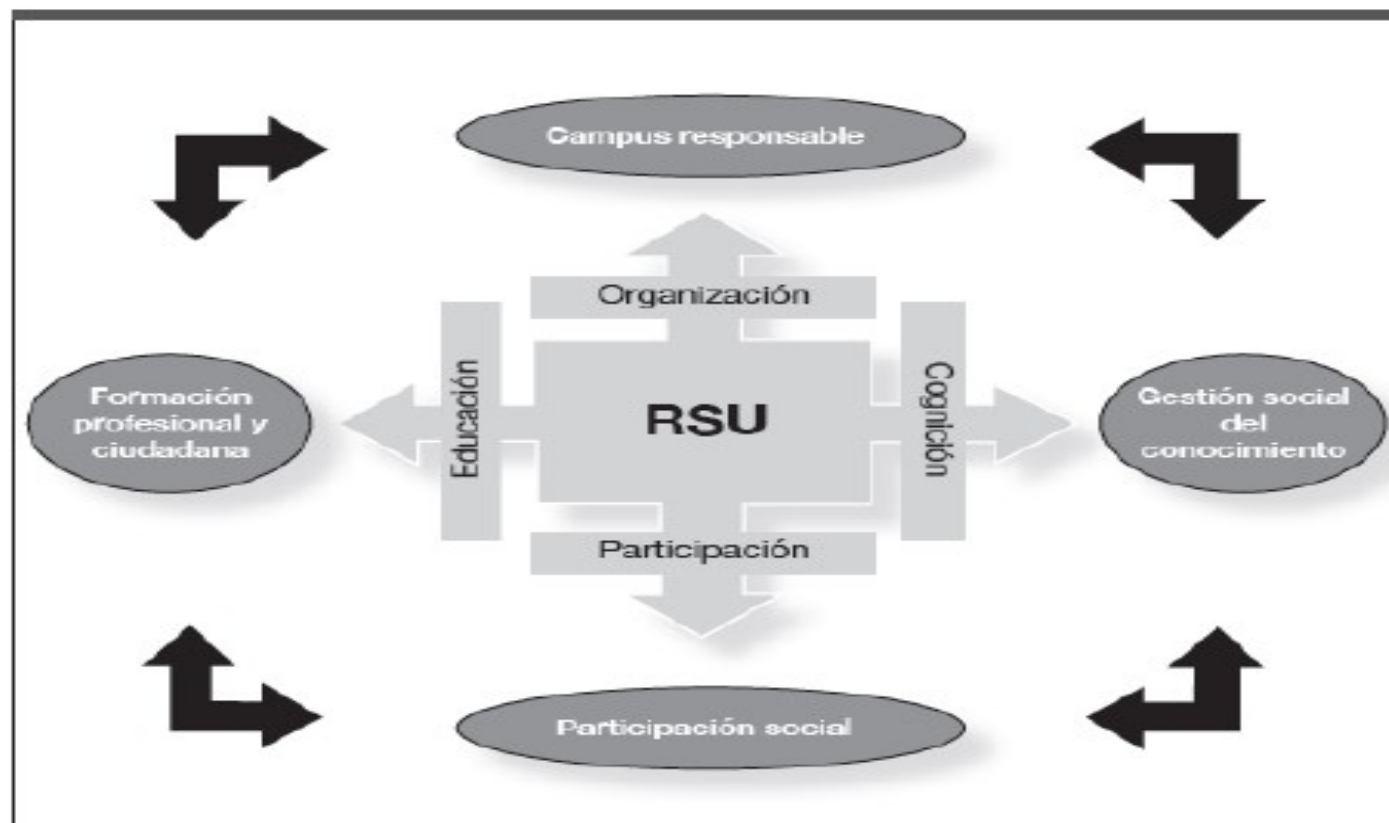 Campus responsable
Organización
Educación
RSU
Cognición
Formación
profesional y
ciudadana
Gestión social
del
conocimiento
Participación
Participación social